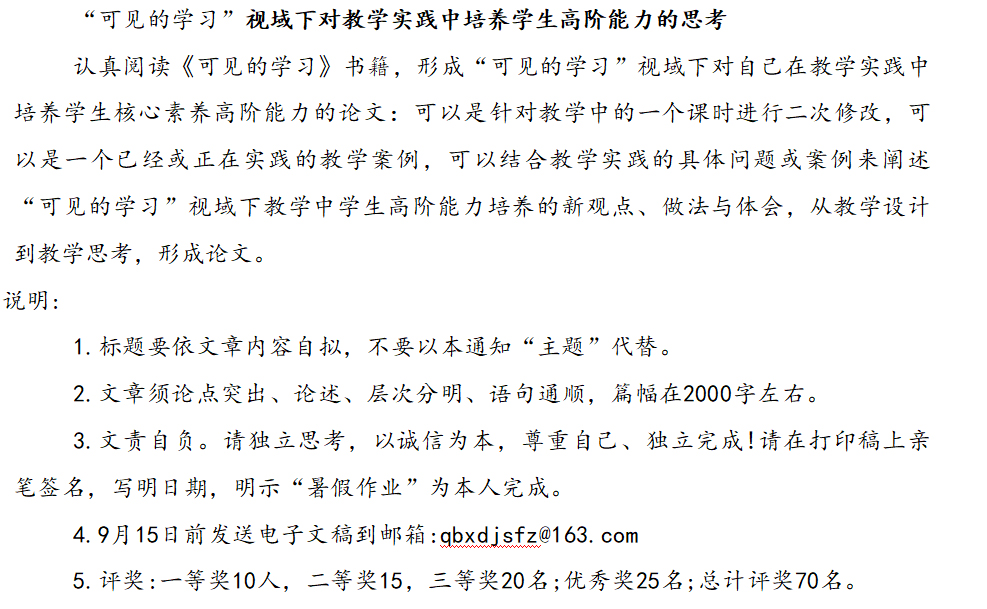 “可见的学习”视域下对教学实践中培养学生高阶能力的思考
认真阅读《可见的学习》书籍，形成“可见的学习”视域下对自己在教学实践中
培养学生核心素养高阶能力的论文：可以是针对教学中的一个课时进行二次修改，可
以是一个已经或正在实践的教学案例，可以结合教学实践的具体问题或案例来阐述
“可见的学习”视域下教学中学生高阶能力培养的新观点、做法与体会，从教学设计
到教学思考，形成论文。
说明：
1.标题要依文章内容自拟，不要以本通知“主题”代替。
2.文章须论点突出、论述、层次分明、语句通顺，篇幅在2000字左右。
3.文责自负。请独立思考，以诚信为本，尊重自己、独立完成!请在打印稿上亲
笔签名，写明日期，明示“暑假作业”为本人完成。
4.9月15日前发送电子文稿到邮箱:qbxdjsfz@163.com
5.评奖:一等奖10人，二等奖15，三等奖20名;优秀奖25名;总计评奖70名。